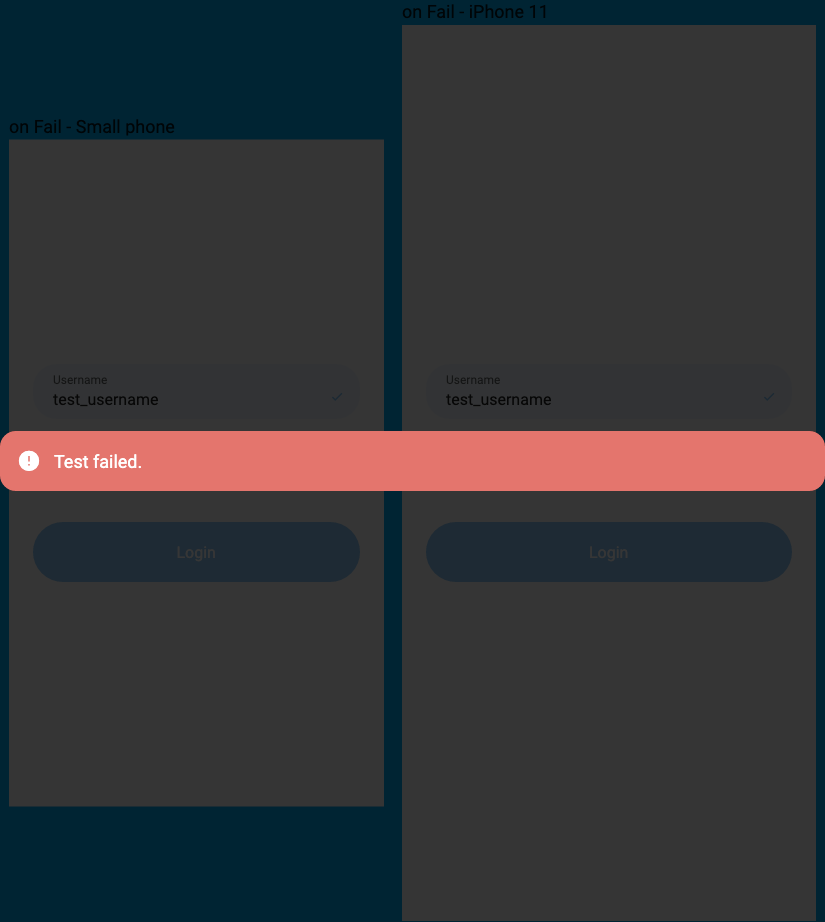 on Fail - iPhone 11
on Fail - Small phone
Username
test_username
Username
test_username
Test failed.
Login
Login